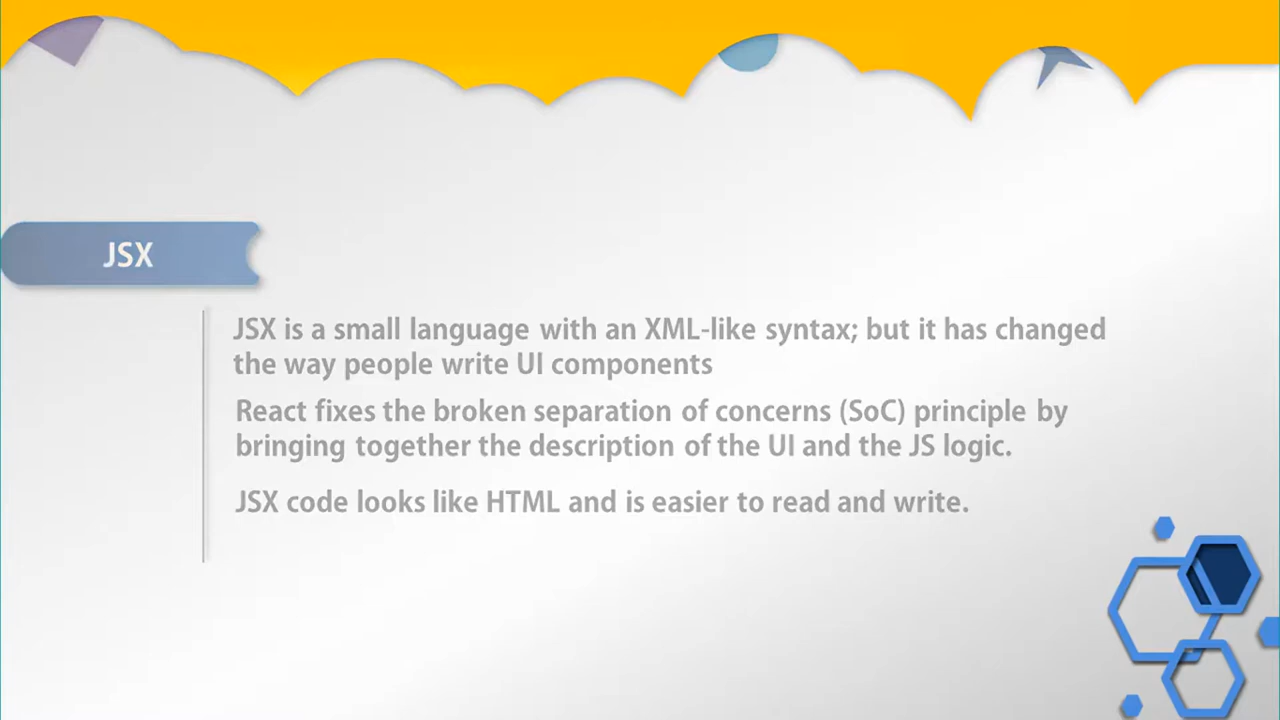 JSX
JSX is a small language with an XML-like syntax; but it has changed
the way people write UI components
React fixes the broken separation of concerns (SoC) principle by
bringing together the description of the UI and the JS logic.
JSX code looks like HTML and is easier to read and write.